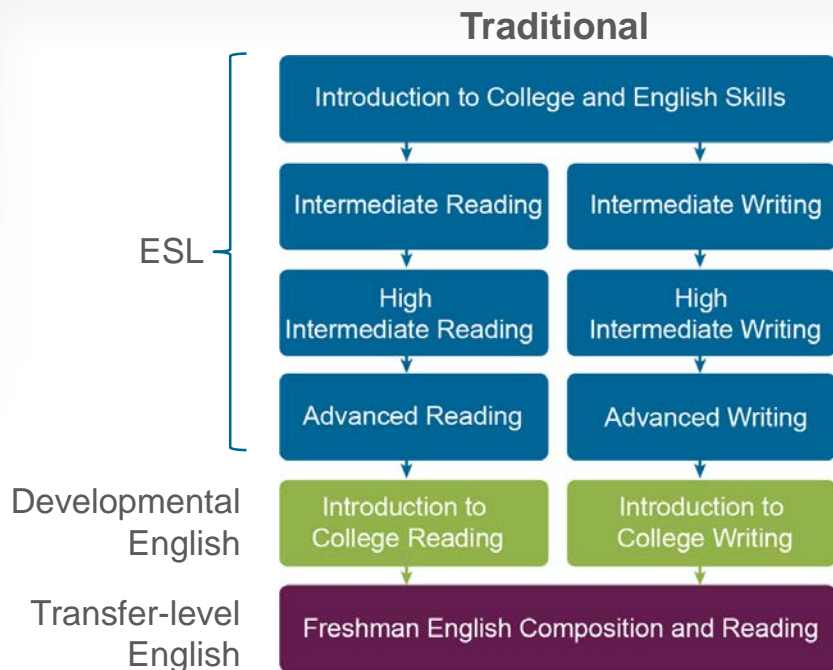 Traditional
Introduction to College and English Skills
ESL
Intermediate Reading
Intermediate Writing
High
Intermediate Reading
High
Intermediate Writing
Advanced Reading
Advanced Writing
Developmental
English
Introduction to
College Reading
Introduction to
College Writing
Transfer-level
English
Freshman English Composition and Reading